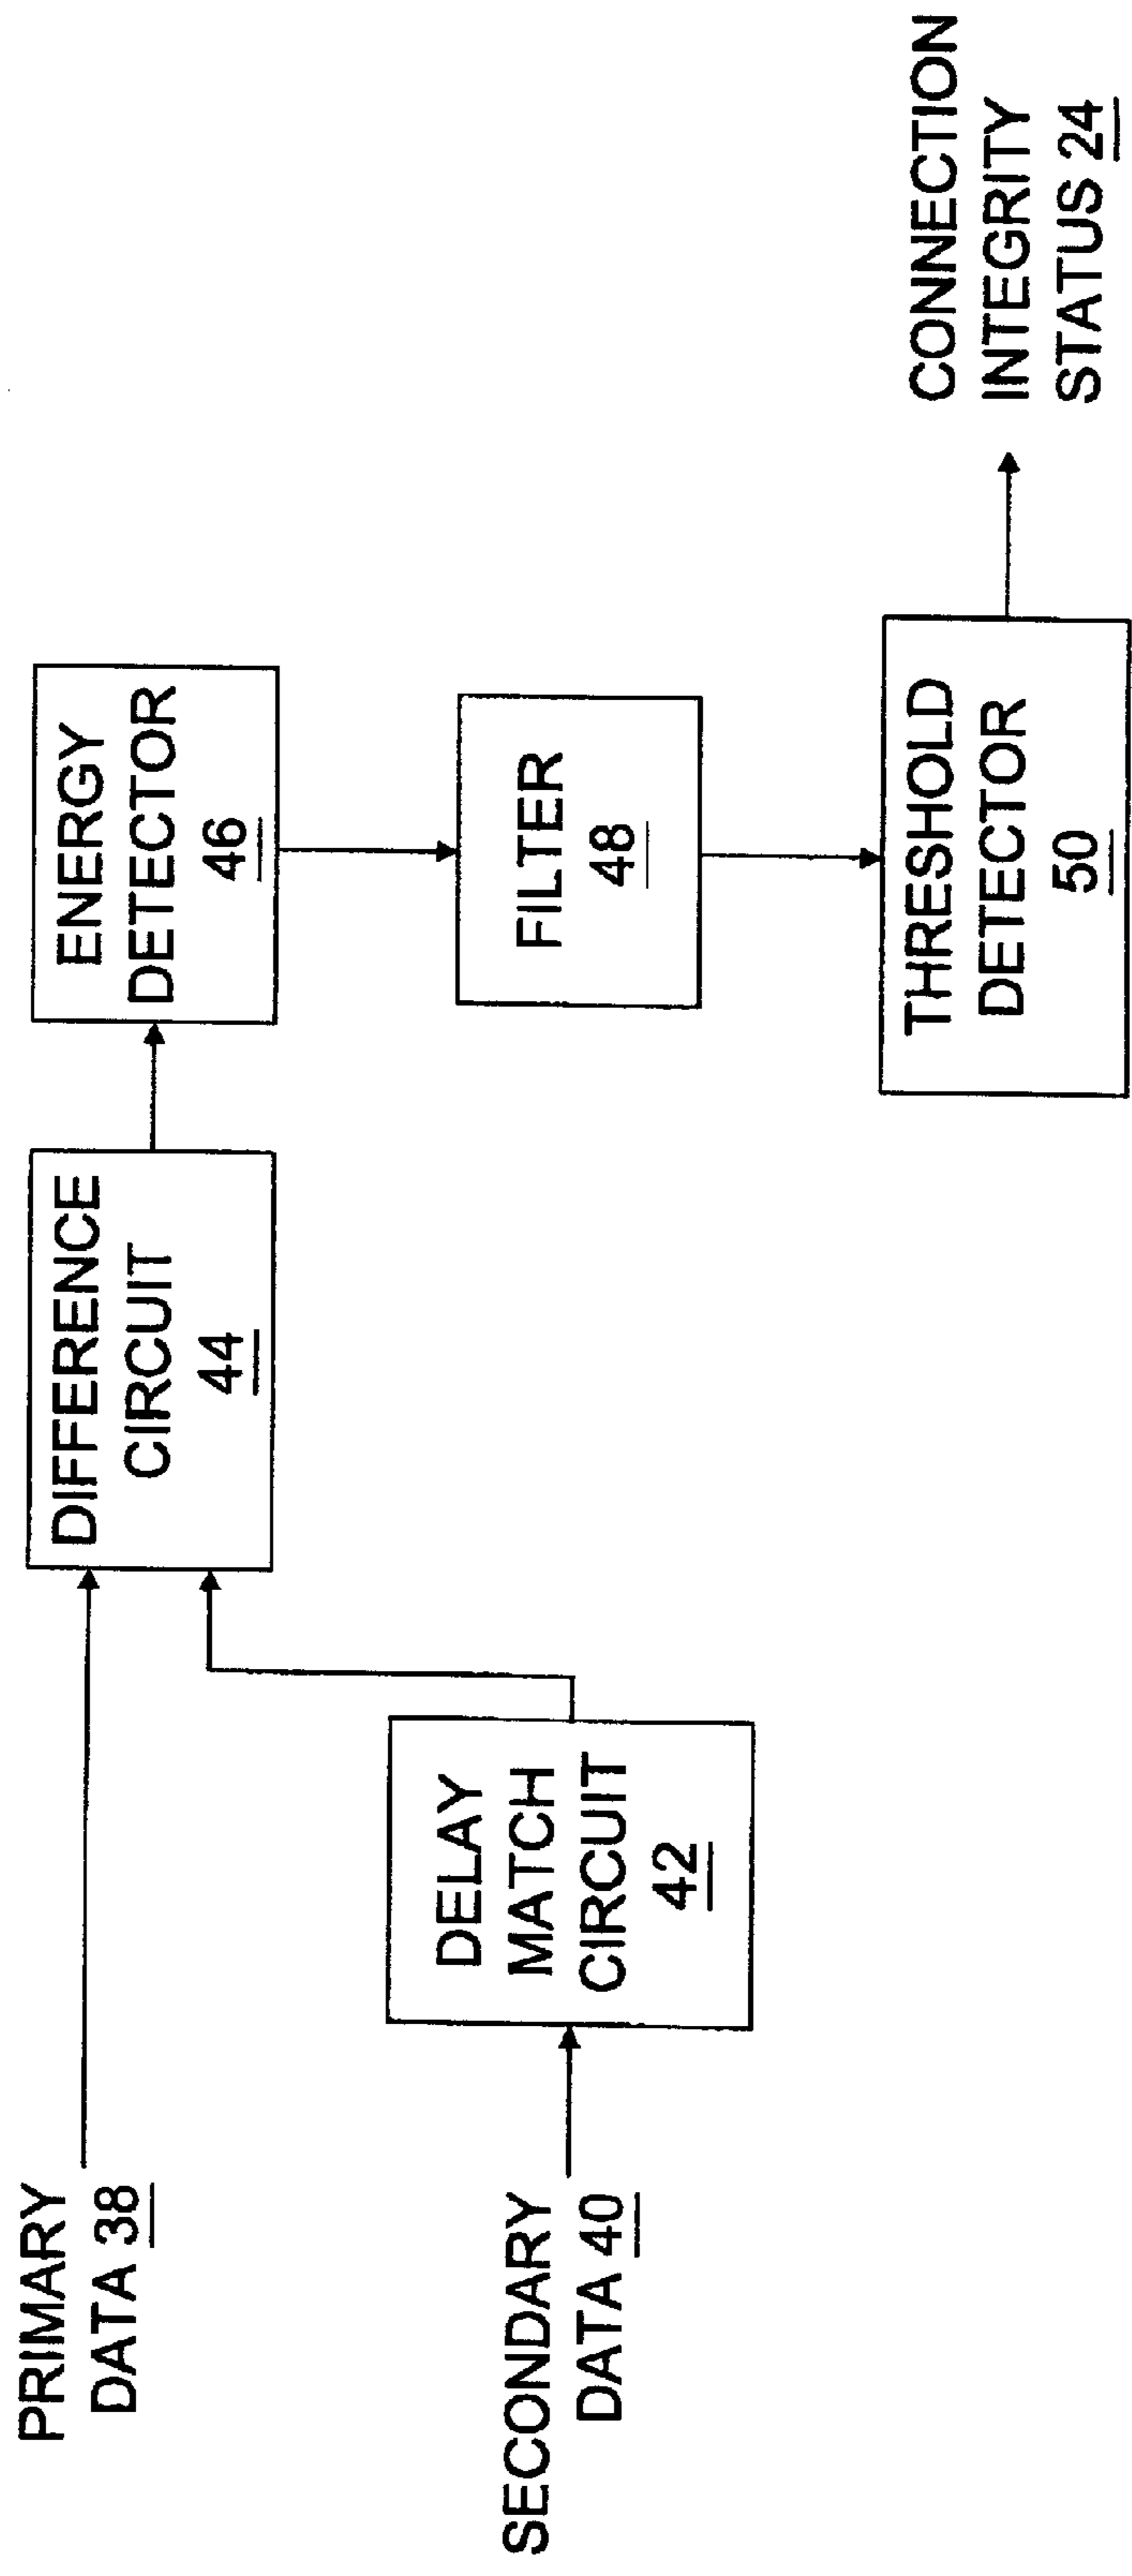 PRIMARY
DATA 38
SECONDARY
DATA 40
DELAY
MATCH
CIRCUIT
42
DIFFERENCE
CIRCUIT
44
ENERGY
DETECTOR
46
FILTER
48
THRESHOLD
DETECTOR
50
CONNECTION
INTEGRITY
STATUS 24